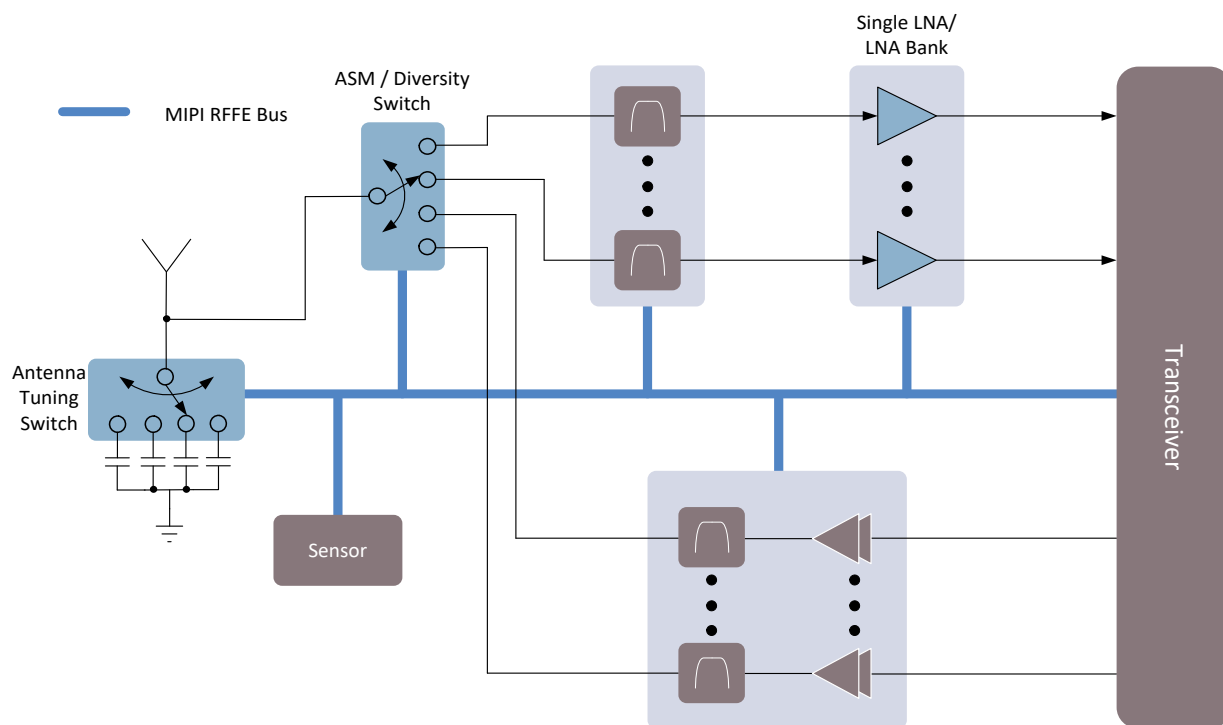 Single LNA/
LNA Bank
ASM / Diversity
Switch
MIPI RFFE Bus
Antenna
Tuning
Switch
Sensor
Transceiver